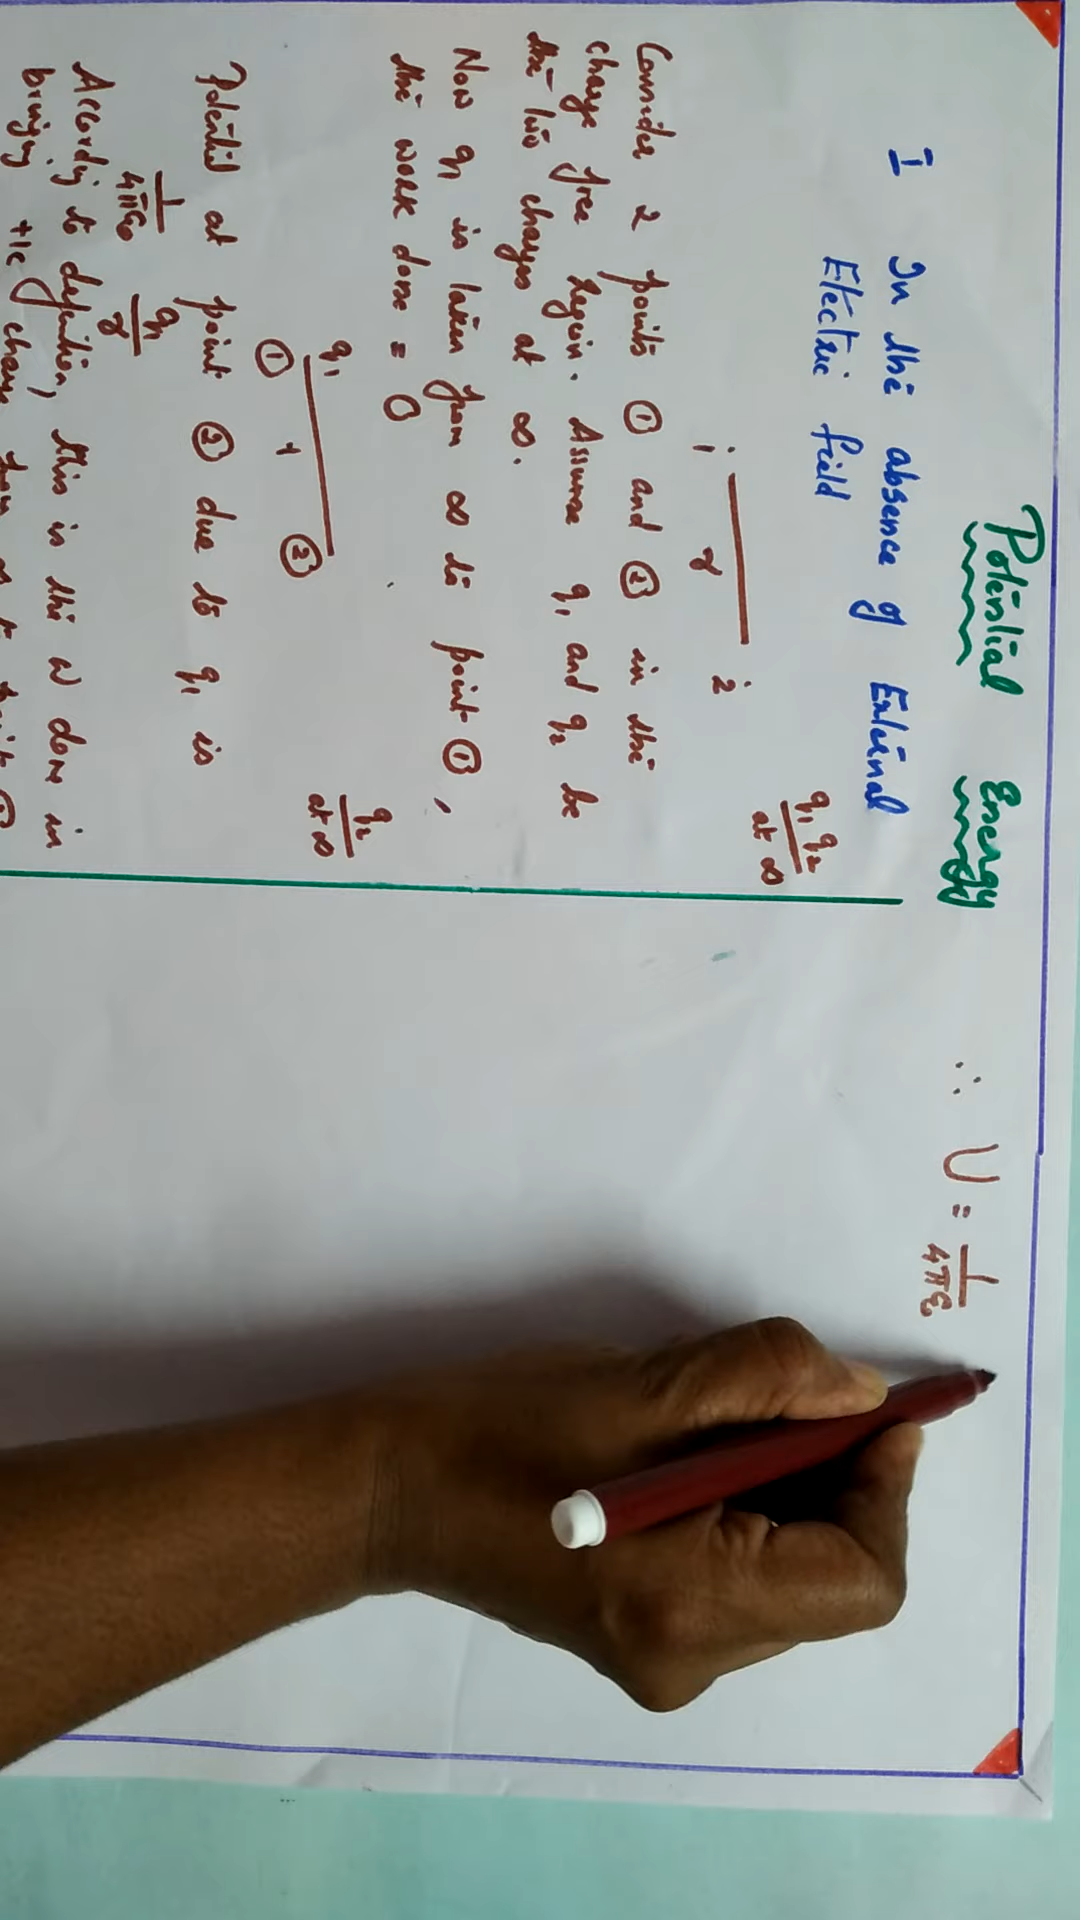 Potential Energy
I In the absence of External
Electric field
q₁ q₂
at ∞
1 r 2
Consider 2 points ① and ② in the
charge free region. Assume q₁ and q₂ be
the two charges at ∞.
Now q₁ is taken from ∞ to point ①,
the work done = 0
q₂
at ∞
q₁
① ②
Potential at point ② due to q₁ is
1/4πε₀ q₁/r
According to definition, this is the W done in
bringing +1C
∴ U = 1/4πε₀